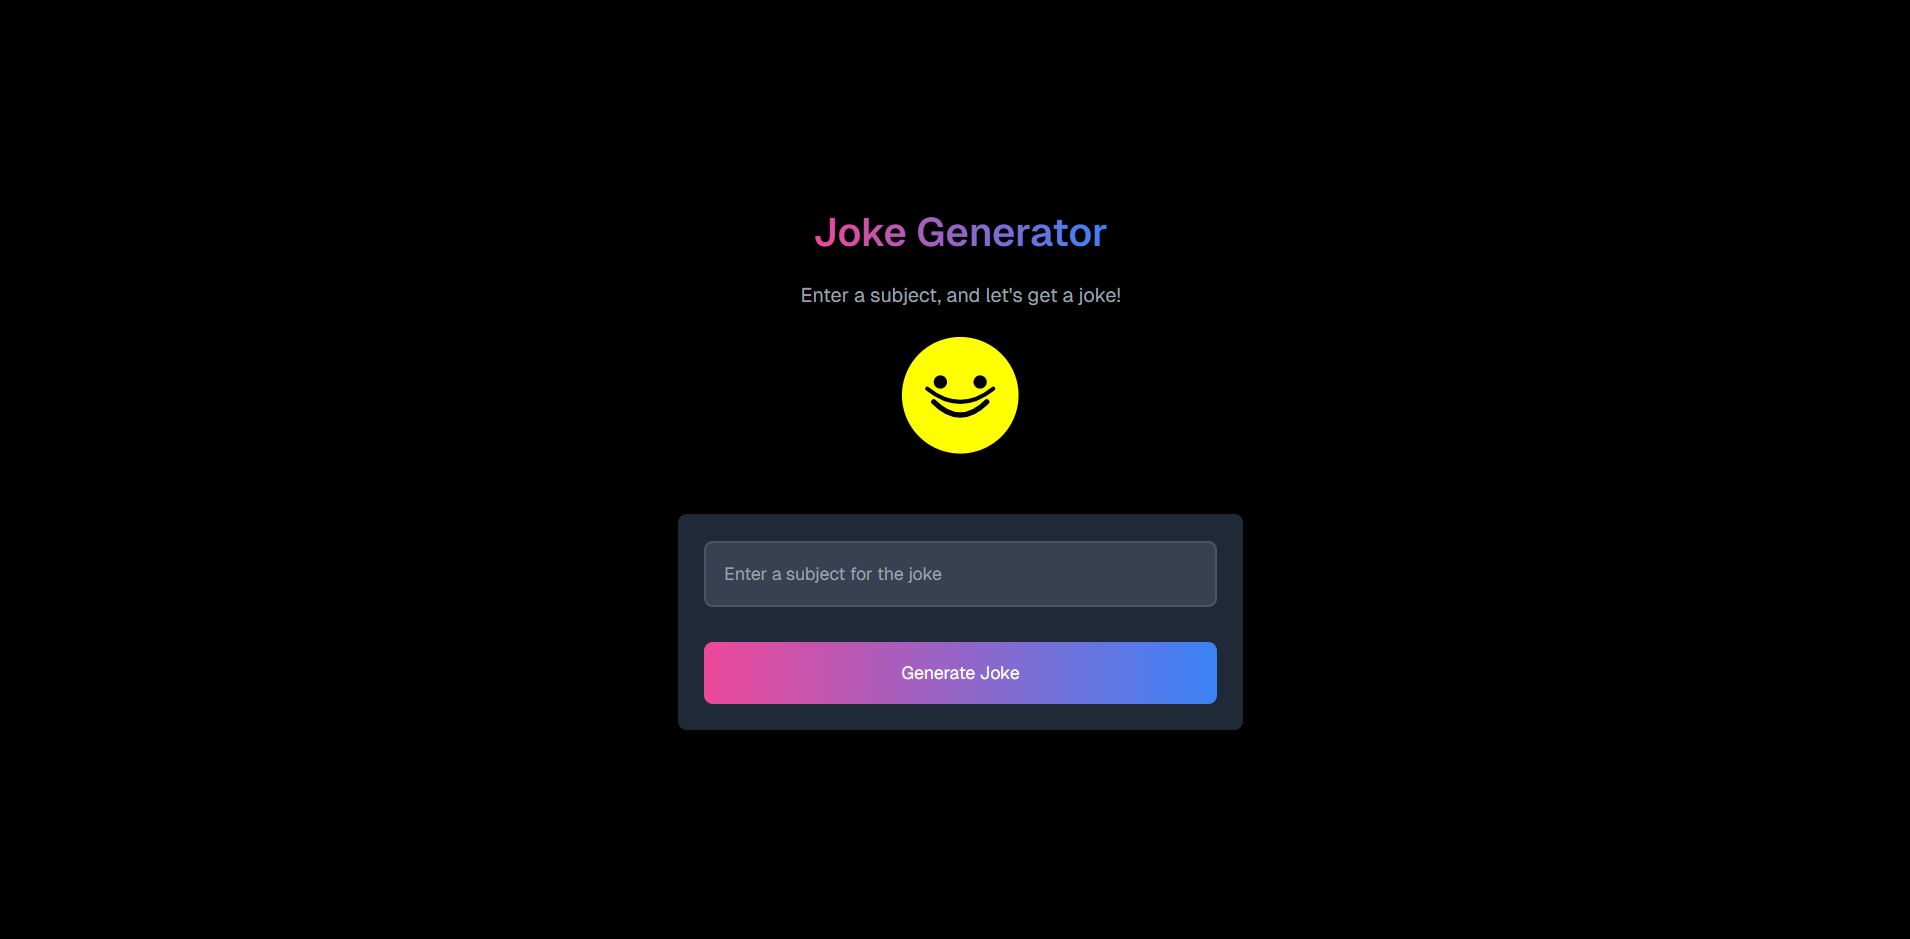 Joke Generator
Enter a subject, and let's get a joke!
Enter a subject for the joke
Generate Joke